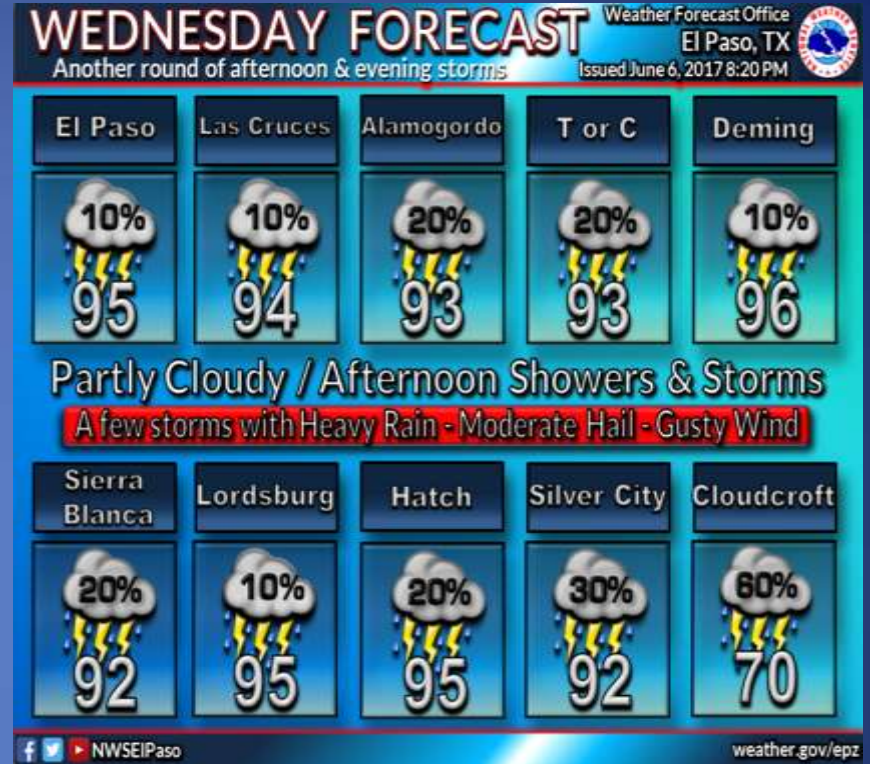 WEDNESDAY FORECAST
Another round of afternoon & evening storms
Weather Forecast Office
El Paso, TX
Issued June 6, 2017 8:20 PM
El Paso
Las Cruces
Alamogordo
T or C
Deming
10%
10%
20%
20%
10%
95
94
93
93
96
Partly Cloudy / Afternoon Showers & Storms
A few storms with Heavy Rain - Moderate Hail - Gusty Wind
Sierra
Blanca
Lordsburg
Hatch
Silver City
Cloudcroft
20%
10%
20%
30%
60%
92
95
95
92
70
NWSElPaso
weather.gov/epz